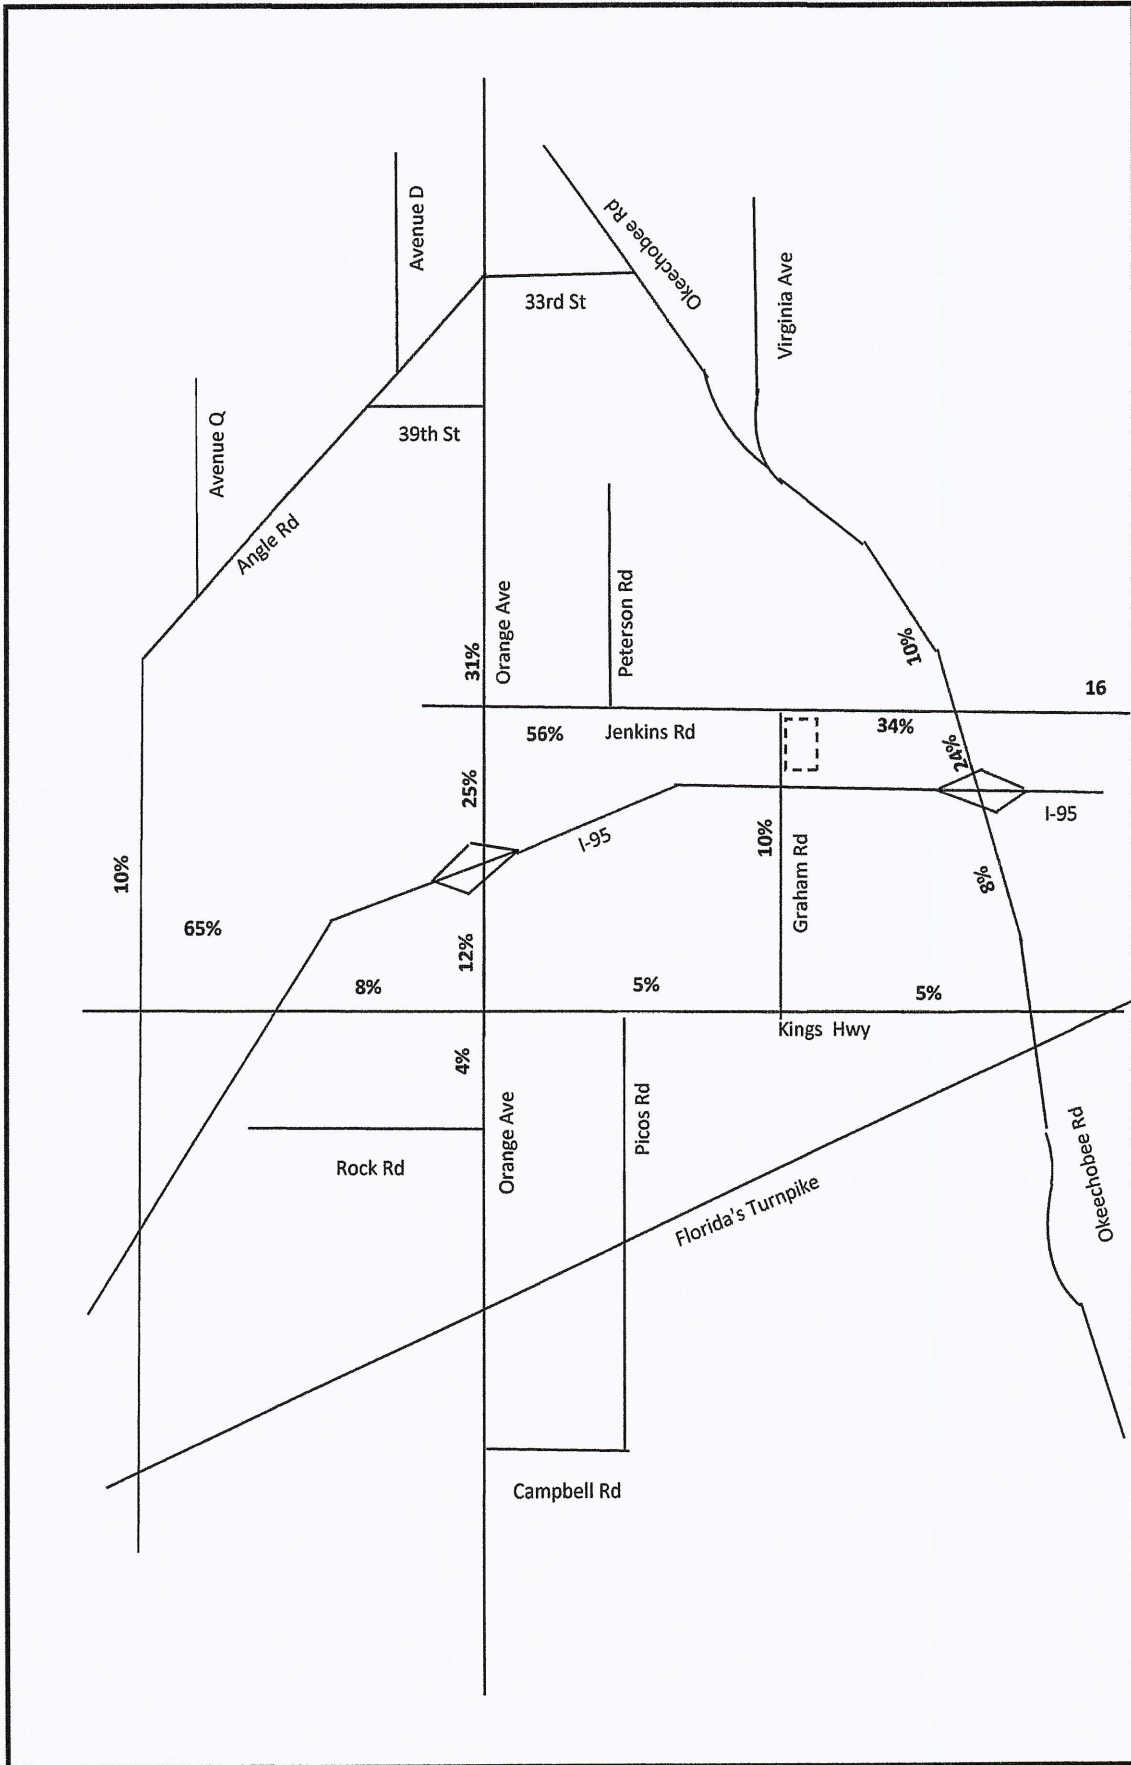 Avenue D
Okeechobee Rd
Virginia Ave
33rd St
Avenue Q
39th St
Angle Rd
Orange Ave
Peterson Rd
31%
10%
16
56%
Jenkins Rd
34%
24%
25%
I-95
I-95
10%
Graham Rd
10%
8%
65%
12%
8%
5%
5%
Kings Hwy
4%
Orange Ave
Picos Rd
Rock Rd
Okeechobee Rd
Florida's Turnpike
Campbell Rd